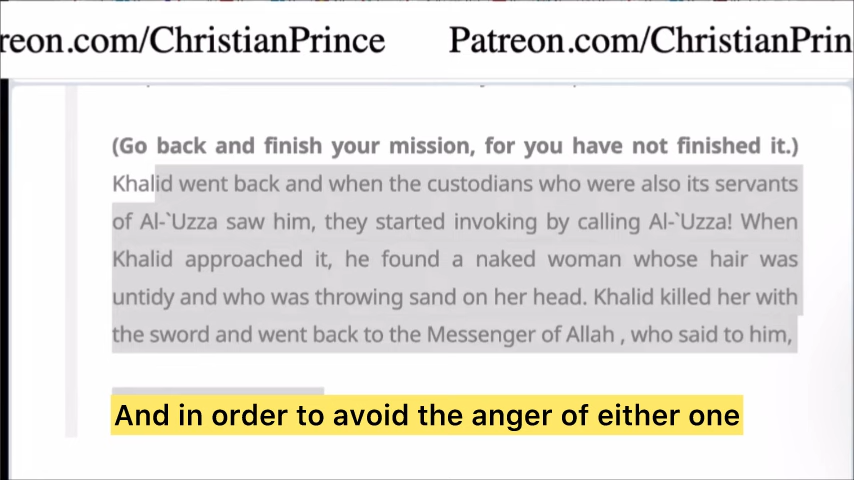 reon.com/ChristianPrince Patreon.com/ChristianPrin
(Go back and finish your mission, for you have not finished it.)
Khalid went back and when the custodians who were also its servants
of Al-`Uzza saw him, they started invoking by calling Al-`Uzza! When
Khalid approached it, he found a naked woman whose hair was
untidy and who was throwing sand on her head. Khalid killed her with
the sword and went back to the Messenger of Allah , who said to him,
And in order to avoid the anger of either one